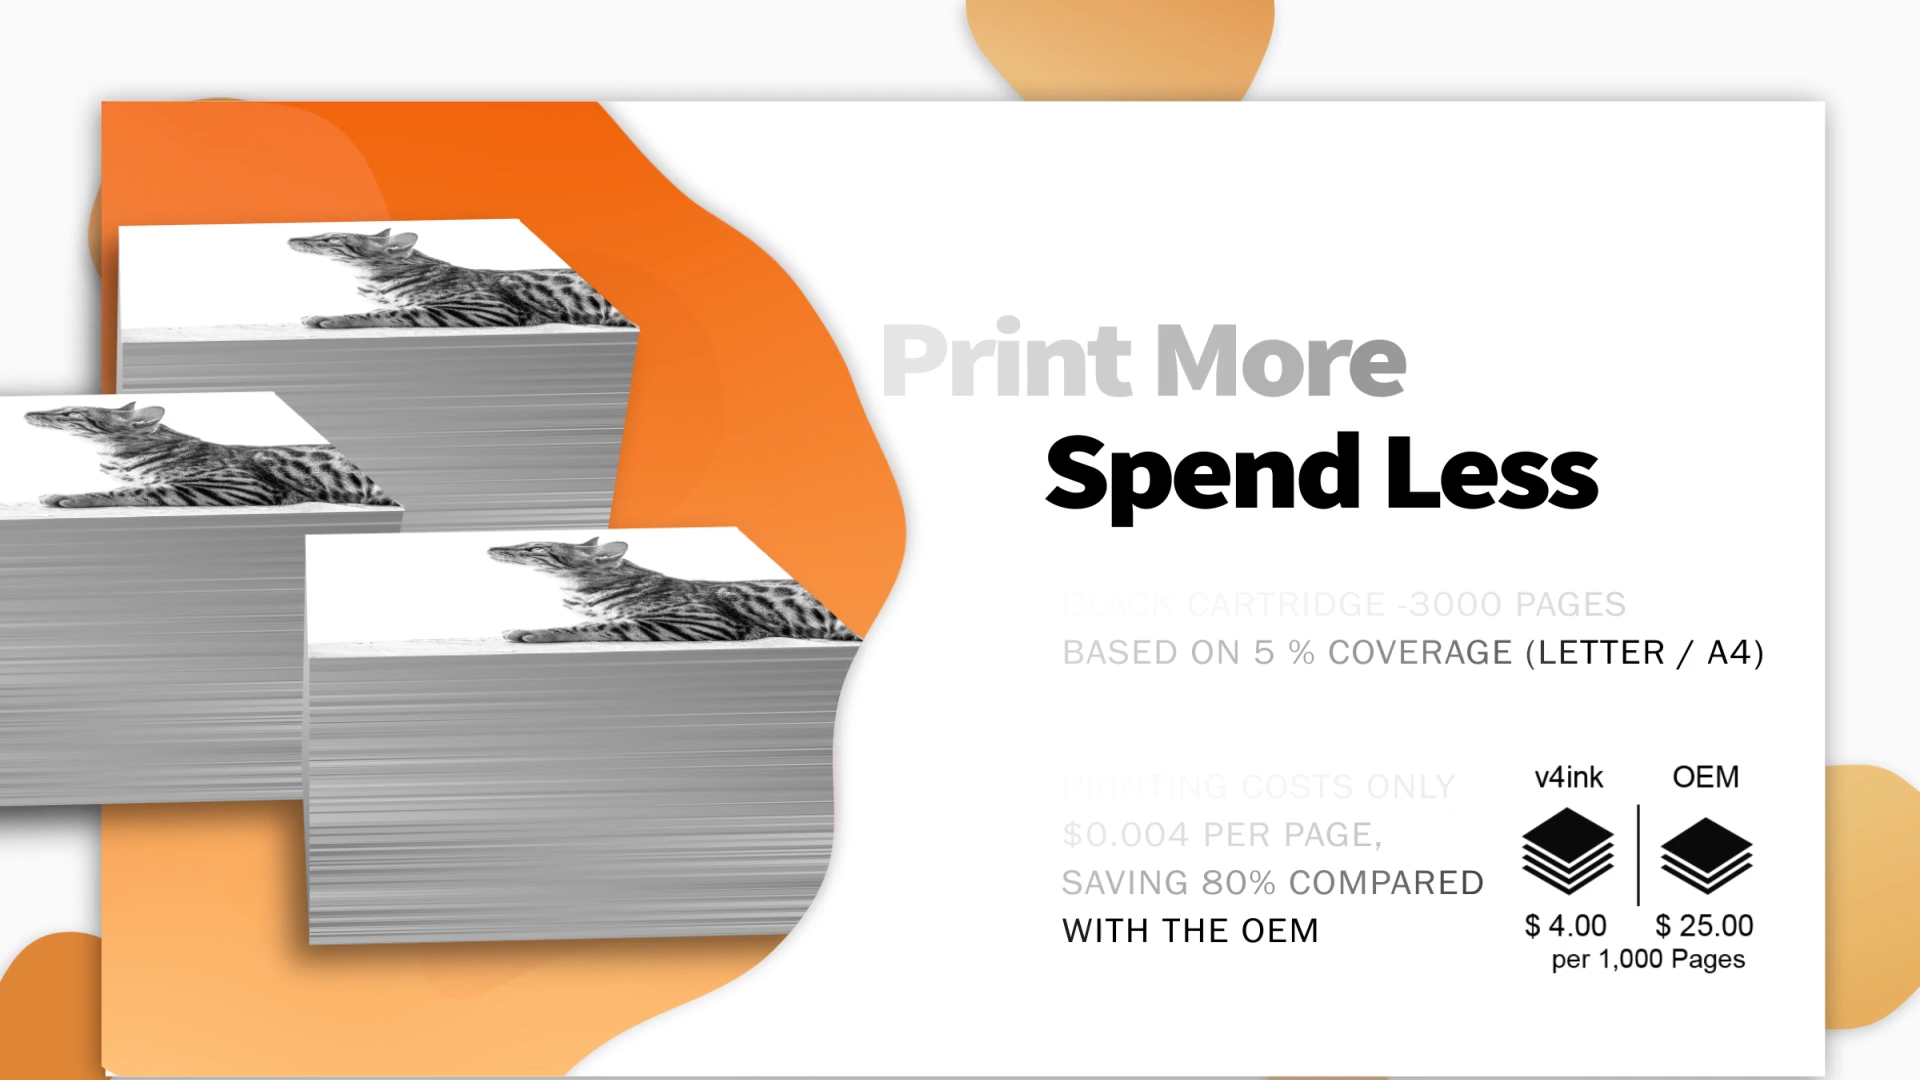 Print More
Spend Less
BLACK CARTRIDGE -3000 PAGES
BASED ON 5 % COVERAGE (LETTER / A4)
PRINTING COSTS ONLY
$0.004 PER PAGE,
SAVING 80% COMPARED
WITH THE OEM
v4ink OEM
$ 4.00 $ 25.00
per 1,000 Pages